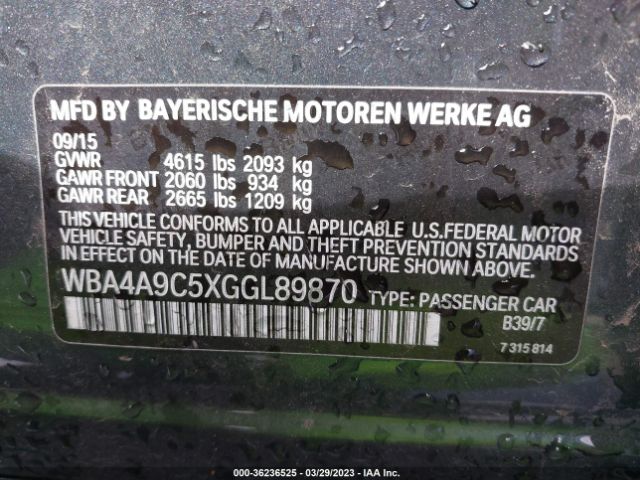 MFD BY BAYERISCHE MOTOREN WERKE AG
09/15
GVWR 4615 lbs 2093 kg
GAWR FRONT 2060 lbs 934 kg
GAWR REAR 2665 lbs 1209 kg
THIS VEHICLE CONFORMS TO ALL APPLICABLE U.S.FEDERAL MOTOR
VEHICLE SAFETY, BUMPER AND THEFT PREVENTION STANDARDS
IN EFFECT ON THE DATE OF MANUFACTURE SHOWN ABOVE.
WBA4A9C5XGGL89870 TYPE: PASSENGER CAR
B39/7
7 315 814
000-36236525 — 03/29/2023 — IAA Inc.